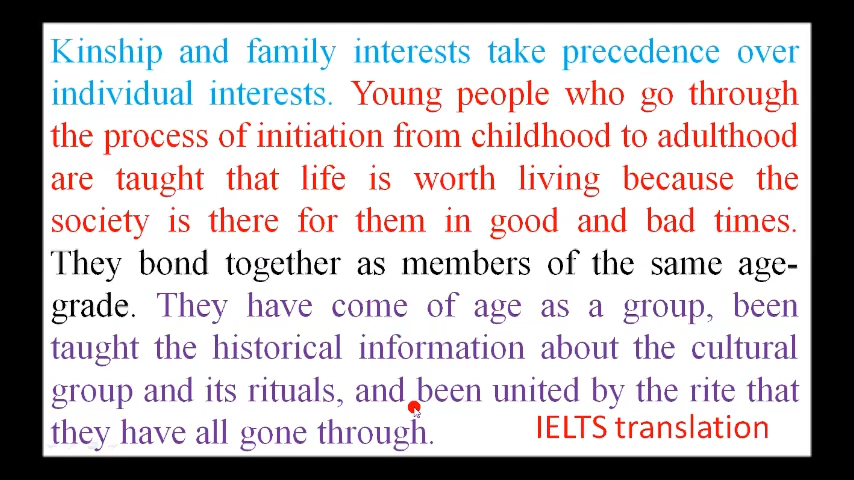 Kinship and family interests take precedence over
individual interests. Young people who go through
the process of initiation from childhood to adulthood
are taught that life is worth living because the
society is there for them in good and bad times.
They bond together as members of the same age-
grade. They have come of age as a group, been
taught the historical information about the cultural
group and its rituals, and been united by the rite that
they have all gone through.
IELTS translation